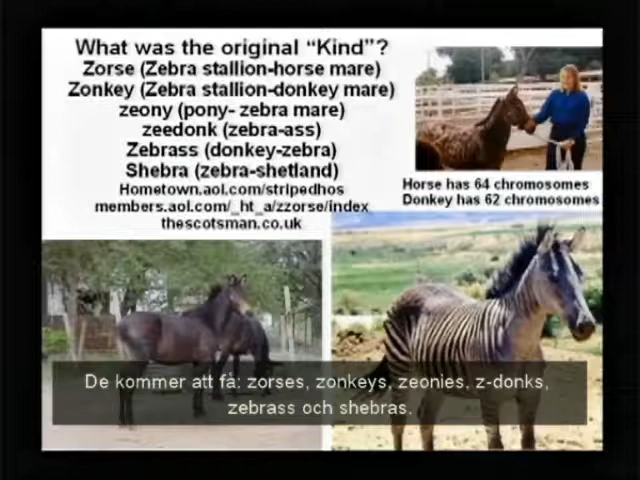 What was the original “Kind”?
Zorse (Zebra stallion-horse mare)
Zonkey (Zebra stallion-donkey mare)
zeony (pony- zebra mare)
zeedonk (zebra-ass)
Zebrass (donkey-zebra)
Shebra (zebra-shetland)
Hometown.aol.com/stripedhos
members.aol.com/_ht_a/zzorse/index
thescotsman.co.uk
Horse has 64 chromosomes
Donkey has 62 chromosomes
De kommer att få: zorses, zonkeys, zeonies, z-donks,
zebrass och shebras.